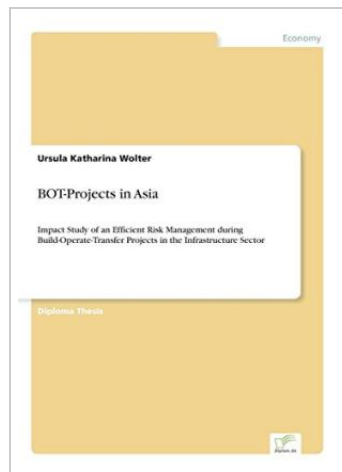 Economy
Ursula Katharina Wolter
BOT-Projects in Asia
Impact Study of an Efficient Risk Management during
Build-Operate-Transfer Projects in the Infrastructure Sector
Diploma Thesis